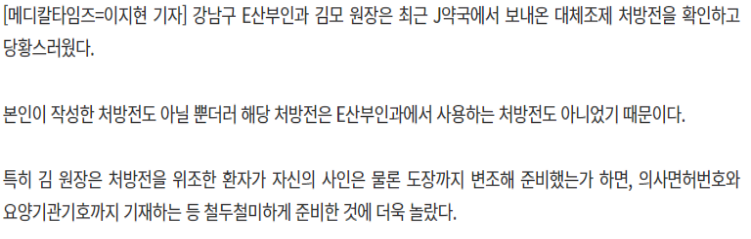 [메디칼타임즈=이지현 기자] 강남구 E산부인과 김모 원장은 최근 J약국에서 보내온 대체조제 처방전을 확인하고
당황스러웠다.
본인이 작성한 처방전도 아닐 뿐더러 해당 처방전은 E산부인과에서 사용하는 처방전도 아니었기 때문이다.
특히 김 원장은 처방전을 위조한 환자가 자신의 사인은 물론 도장까지 변조해 준비했는가 하면, 의사면허번호와
요양기관기호까지 기재하는 등 철두철미하게 준비한 것에 더욱 놀랐다.